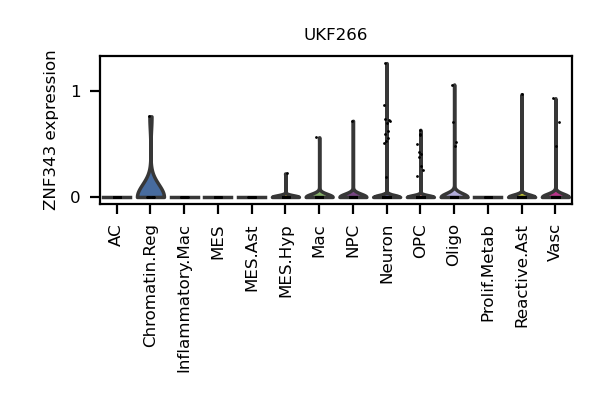 UKF266
ZNF343 expression
1
0
AC
Chromatin.Reg
Inflammatory.Mac
MES
MES.Ast
MES.Hyp
Mac
NPC
Neuron
OPC
Oligo
Prolif.Metab
Reactive.Ast
Vasc